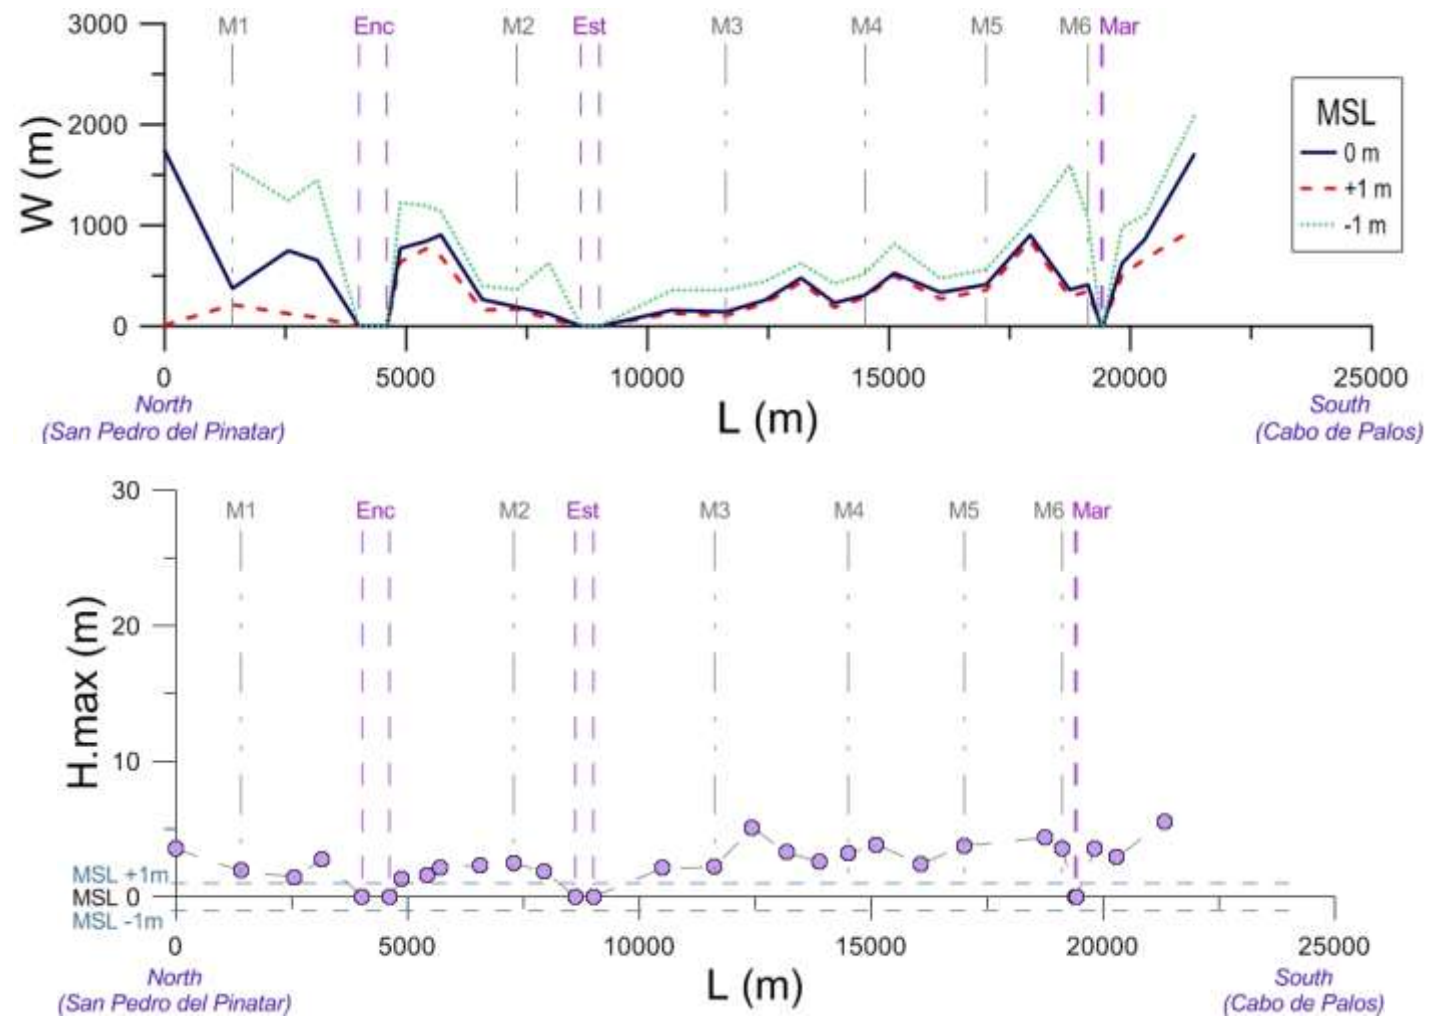 3000
M1
Enc
M2
Est
M3
M4
M5
M6
Mar
2000
1000
0
W (m)
MSL
0 m
+1 m
-1 m
0
5000
10000
15000
20000
25000
North
(San Pedro del Pinatar)
L (m)
South
(Cabo de Palos)
30
M1
Enc
M2
Est
M3
M4
M5
M6
Mar
20
10
H.max (m)
MSL +1m
MSL 0
MSL -1m
0
5000
10000
15000
20000
25000
North
(San Pedro del Pinatar)
L (m)
South
(Cabo de Palos)